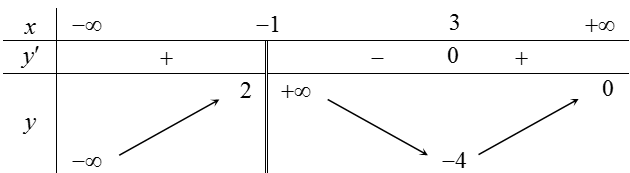 x −∞ −1 3 +∞
y′ + − 0 +
2 +∞ 0
y
−∞ −4